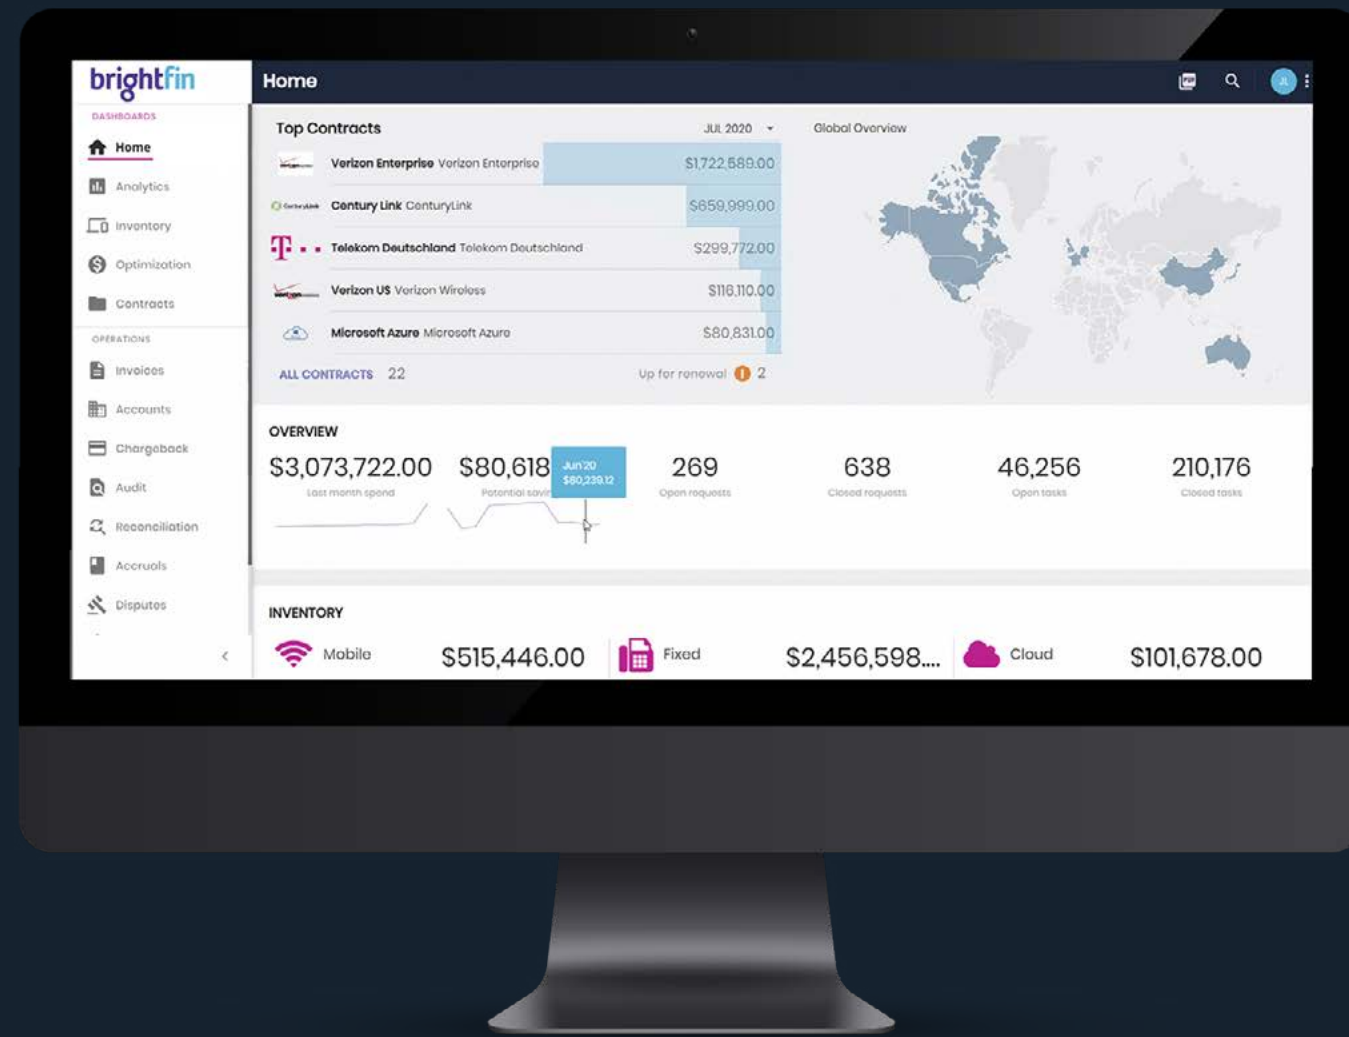 brightfin
Home
DASHBOARDS
Home
Analytics
Inventory
Optimization
Contracts
OPERATIONS
Invoices
Accounts
Chargeback
Audit
Reconciliation
Accruals
Disputes
Top Contracts JUL 2020
Verizon Enterprise Verizon Enterprise $1,722,589.00
CenturyLink Century Link CenturyLink $659,999.00
T Telekom Deutschland Telekom Deutschland $299,772.00
verizon Verizon US Verizon Wireless $116,110.00
Microsoft Azure Microsoft Azure $80,831.00
ALL CONTRACTS 22 Up for renewal 2
Global Overview
OVERVIEW
$3,073,722.00 $80,618 269 638 46,256 210,176
Jun'20
$80,239.12
Last month spend Potential Open requests Closed requests Open tasks Closed tasks
INVENTORY
Mobile $515,446.00 Fixed $2,456,598.... Cloud $101,678.00